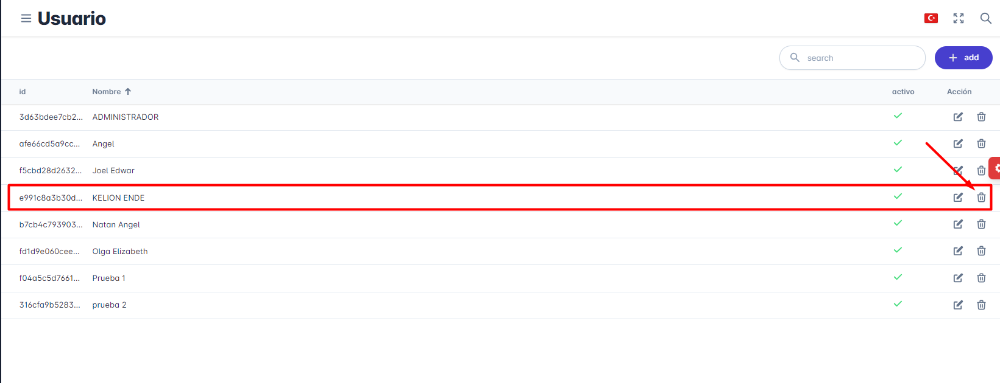 Usuario
search
add
id Nombre activo Acción
3d63bdee7cb2... ADMINISTRADOR
afe66cd5a9cc... Angel
f5cbd28d2632... Joel Edwar
e991c8a3b30d... KELION ENDE
b7cb4c793903... Natan Angel
fd1d9e060cee... Olga Elizabeth
f04a5c5d7661... Prueba 1
316cfa9b5283... prueba 2